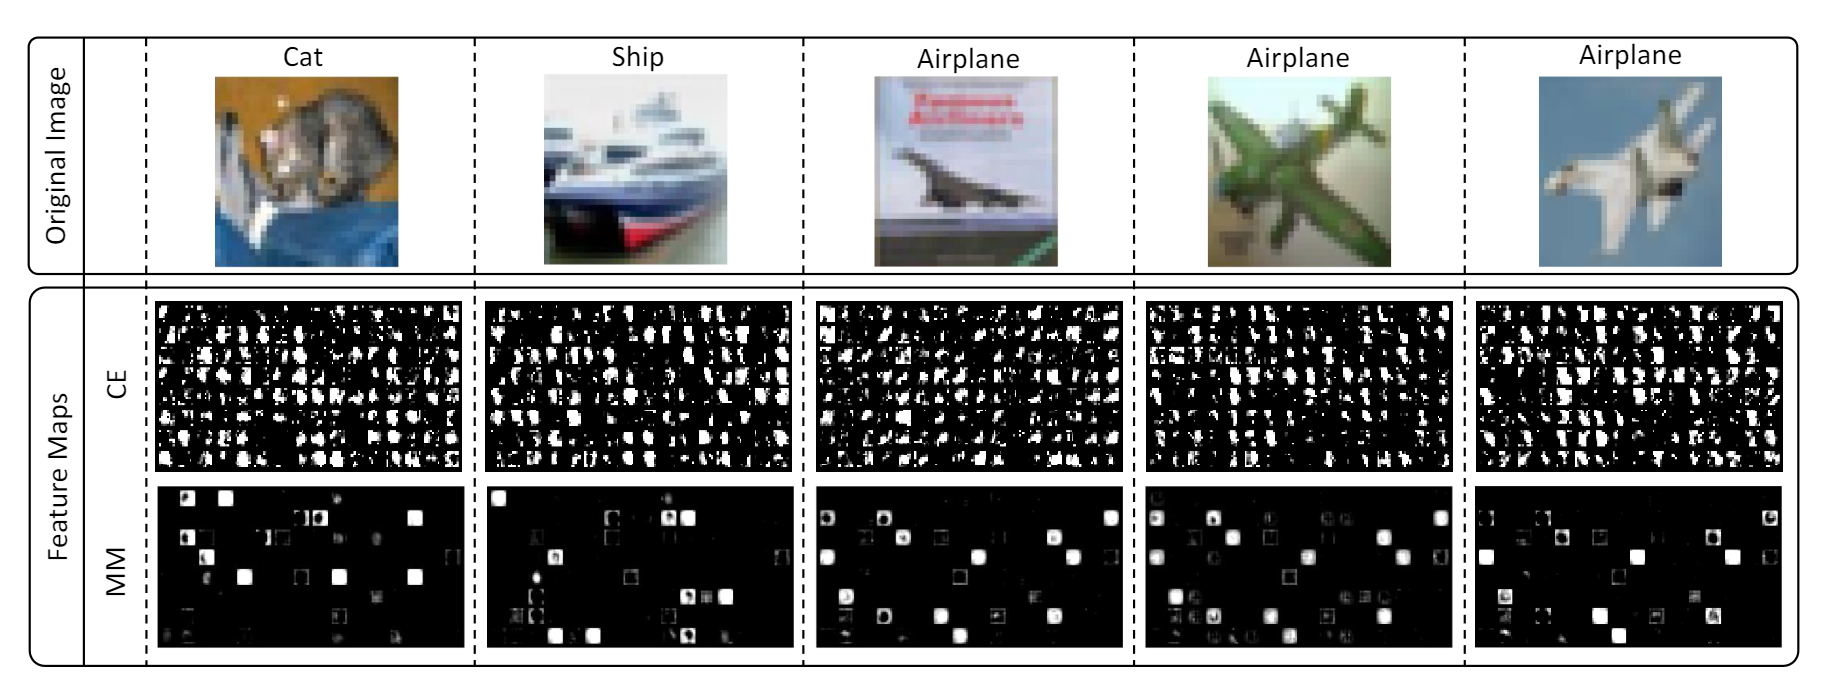 Original Image
Cat
Ship
Airplane
Airplane
Airplane
Feature Maps
CE
MM